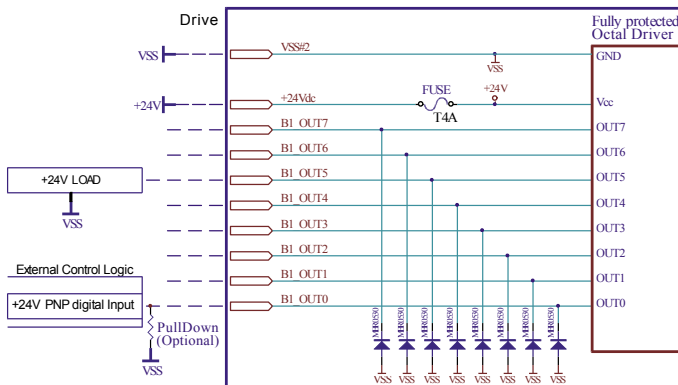 Drive
Fully protected
Octal Driver
VSS
VSS#2
VSS
GND
+24V
+24Vdc
FUSE
T4A
+24V
Vcc
B1_OUT7
OUT7
B1_OUT6
OUT6
+24V LOAD
VSS
B1_OUT5
OUT5
B1_OUT4
OUT4
B1_OUT3
OUT3
B1_OUT2
OUT2
External Control Logic
B1_OUT1
OUT1
+24V PNP digital Input
B1_OUT0
OUT0
PullDown
(Optional)
VSS
MBR0530 MBR0530 MBR0530 MBR0530 MBR0530 MBR0530 MBR0530 MBR0530
VSS VSS VSS VSS VSS VSS VSS VSS